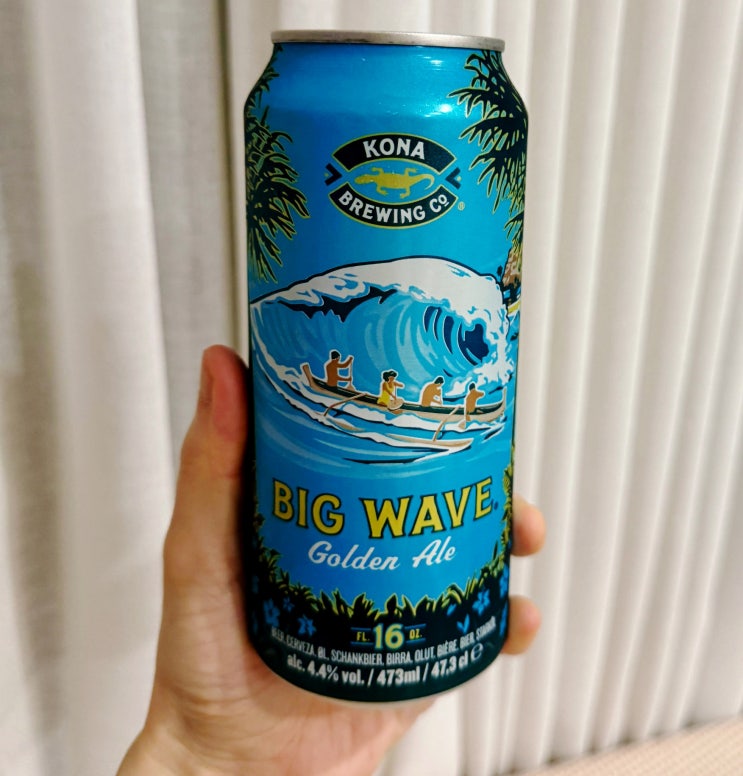 KONA
BREWING Co®
BIG WAVE®
Golden Ale
FL. 16 OZ.
BEER, CERVEZA, ØL, SCHANKBIER, BIRRA, OLUT, BIÈRE, BIER, STARKÖL
alc. 4.4% vol. / 473ml / 47.3 cl ℮